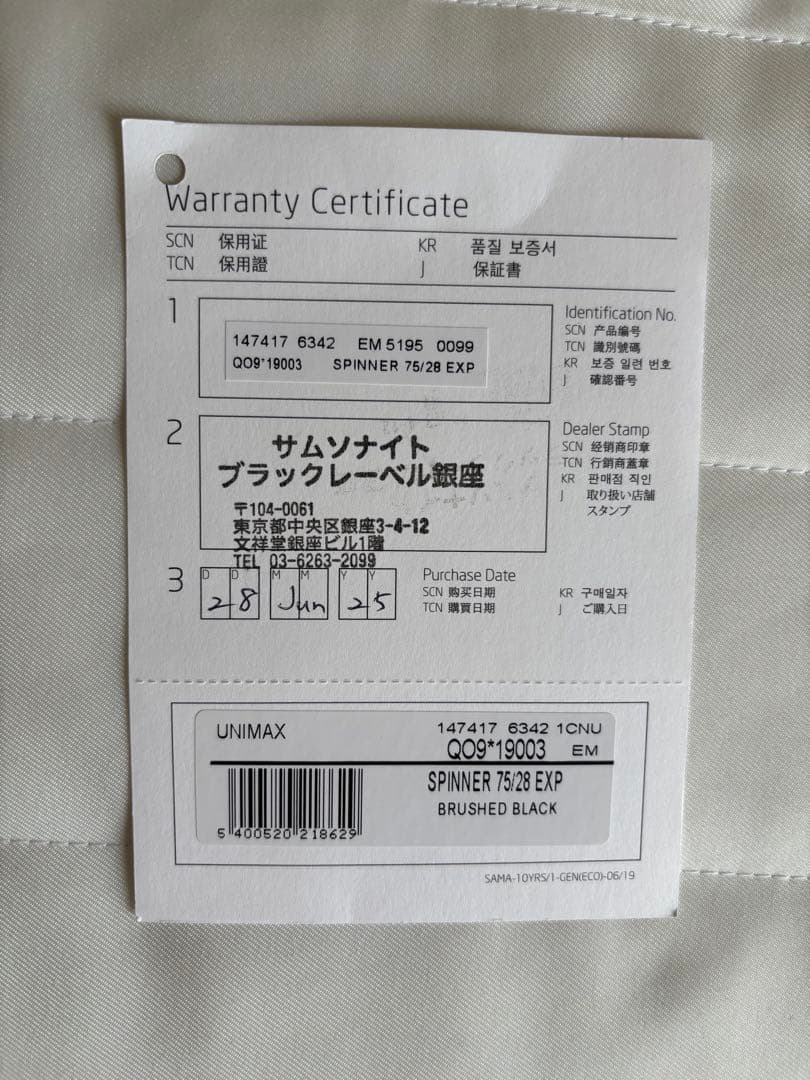 Warranty Certificate
SCN 保用证 KR 품질 보증서
TCN 保用證 J 保証書
1
147417 6342 EM 5195 0099
QO9*19003 SPINNER 75/28 EXP
Identification No.
SCN 产品编号
TCN 識別號碼
KR 보증 일련 번호
J 確認番号
2
サムソナイト
ブラックレーベル銀座
〒104-0061
東京都中央区銀座3-4-12
文祥堂銀座ビル1階
TEL 03-6263-2099
Dealer Stamp
SCN 经销商印章
TCN 行銷商蓋章
KR 판매점 직인
J 取り扱い店舗
スタンプ
3
D D M M Y Y
28 Jun 25
Purchase Date
SCN 购买日期 KR 구매일자
TCN 購買日期 J ご購入日
UNIMAX 147417 6342 1CNU
QO9*19003 EM
SPINNER 75/28 EXP
BRUSHED BLACK
5 400520 218629
SAMA-10YRS/1-GEN(ECO)-06/19